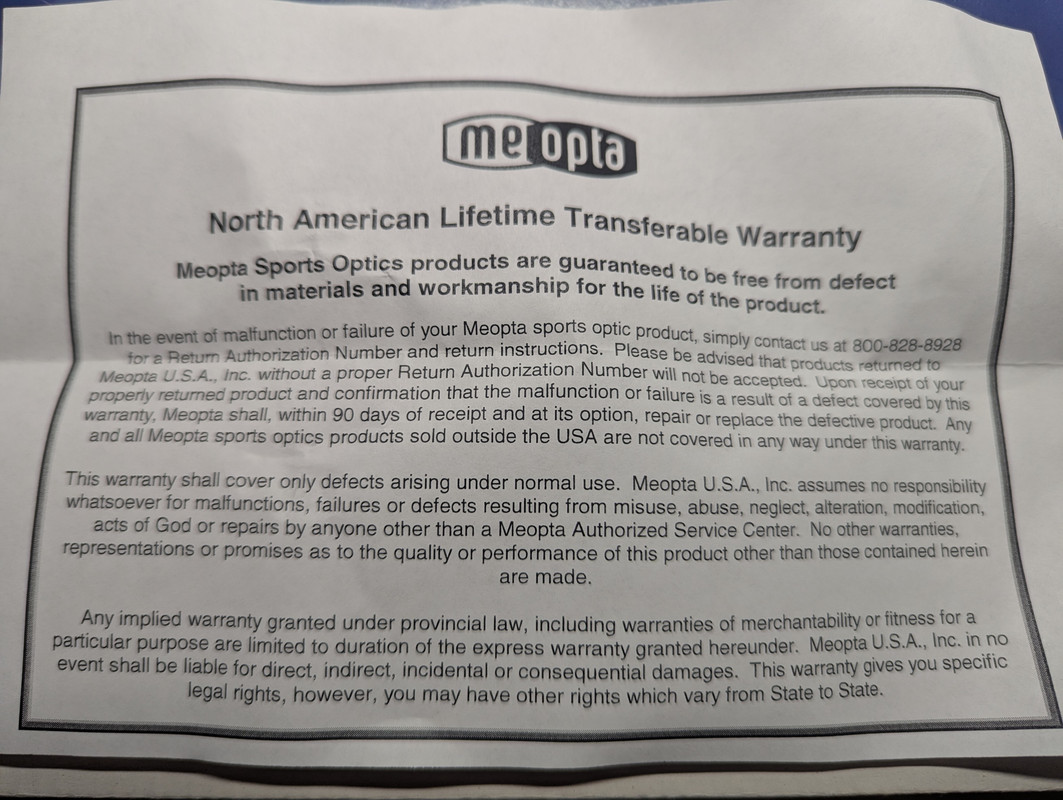 meopta
North American Lifetime Transferable Warranty
Meopta Sports Optics products are guaranteed to be free from defect
in materials and workmanship for the life of the product.
In the event of malfunction or failure of your Meopta sports optic product, simply contact us at 800-828-8928
for a Return Authorization Number and return instructions. Please be advised that products returned to
Meopta U.S.A., Inc. without a proper Return Authorization Number will not be accepted. Upon receipt of your
properly returned product and confirmation that the malfunction or failure is a result of a defect covered by this
warranty, Meopta shall, within 90 days of receipt and at its option, repair or replace the defective product. Any
and all Meopta sports optics products sold outside the USA are not covered in any way under this warranty.
This warranty shall cover only defects arising under normal use. Meopta U.S.A., Inc. assumes no responsibility
whatsoever for malfunctions, failures or defects resulting from misuse, abuse, neglect, alteration, modification,
acts of God or repairs by anyone other than a Meopta Authorized Service Center. No other warranties,
representations or promises as to the quality or performance of this product other than those contained herein
are made.
Any implied warranty granted under provincial law, including warranties of merchantability or fitness for a
particular purpose are limited to duration of the express warranty granted hereunder. Meopta U.S.A., Inc. in no
event shall be liable for direct, indirect, incidental or consequential damages. This warranty gives you specific
legal rights, however, you may have other rights which vary from State to State.